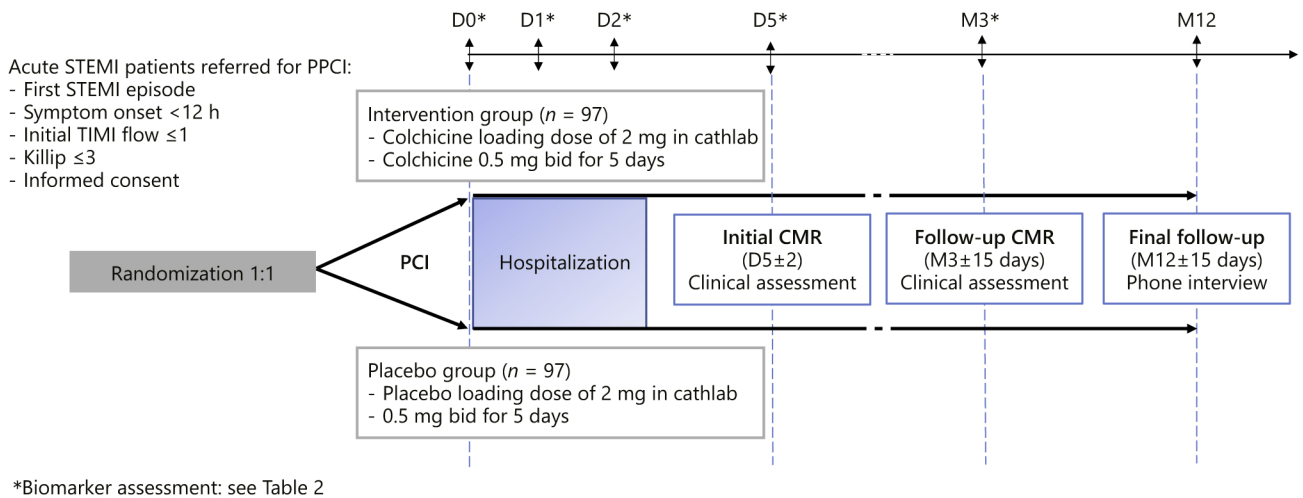 D0* D1* D2* D5* M3* M12
Acute STEMI patients referred for PPCI:
- First STEMI episode
- Symptom onset <12 h
- Initial TIMI flow ≤1
- Killip ≤3
- Informed consent
Intervention group (n = 97)
- Colchicine loading dose of 2 mg in cathlab
- Colchicine 0.5 mg bid for 5 days
Randomization 1:1
PCI
Hospitalization
Initial CMR
(D5±2)
Clinical assessment
Follow-up CMR
(M3±15 days)
Clinical assessment
Final follow-up
(M12±15 days)
Phone interview
Placebo group (n = 97)
- Placebo loading dose of 2 mg in cathlab
- 0.5 mg bid for 5 days
*Biomarker assessment: see Table 2